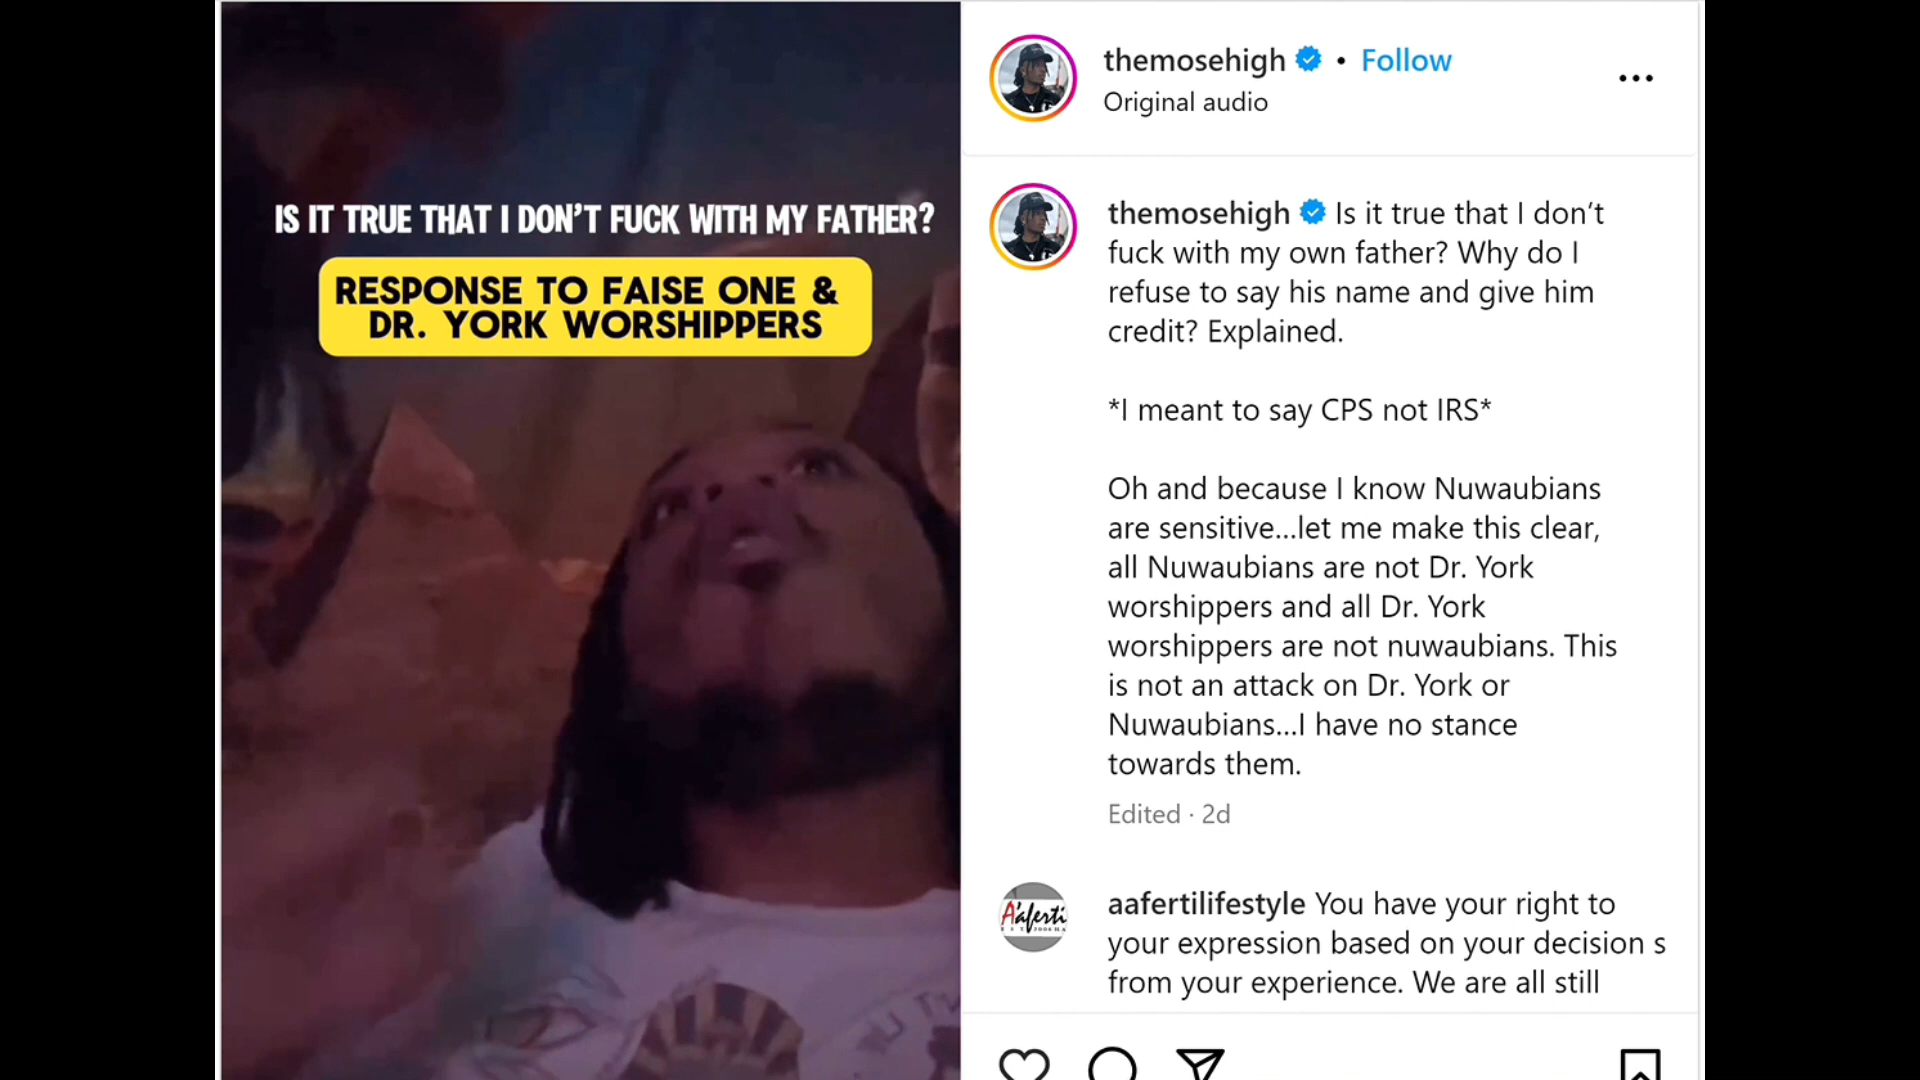 IS IT TRUE THAT I DON'T FUCK WITH MY FATHER?
RESPONSE TO FAISE ONE &
DR. YORK WORSHIPPERS
themosehigh • Follow
Original audio
themosehigh Is it true that I don't
fuck with my own father? Why do I
refuse to say his name and give him
credit? Explained.
*I meant to say CPS not IRS*
Oh and because I know Nuwaubians
are sensitive...let me make this clear,
all Nuwaubians are not Dr. York
worshippers and all Dr. York
worshippers are not nuwaubians. This
is not an attack on Dr. York or
Nuwaubians...I have no stance
towards them.
Edited · 2d
A'aferti
aafertilifestyle You have your right to
your expression based on your decision s
from your experience. We are all still